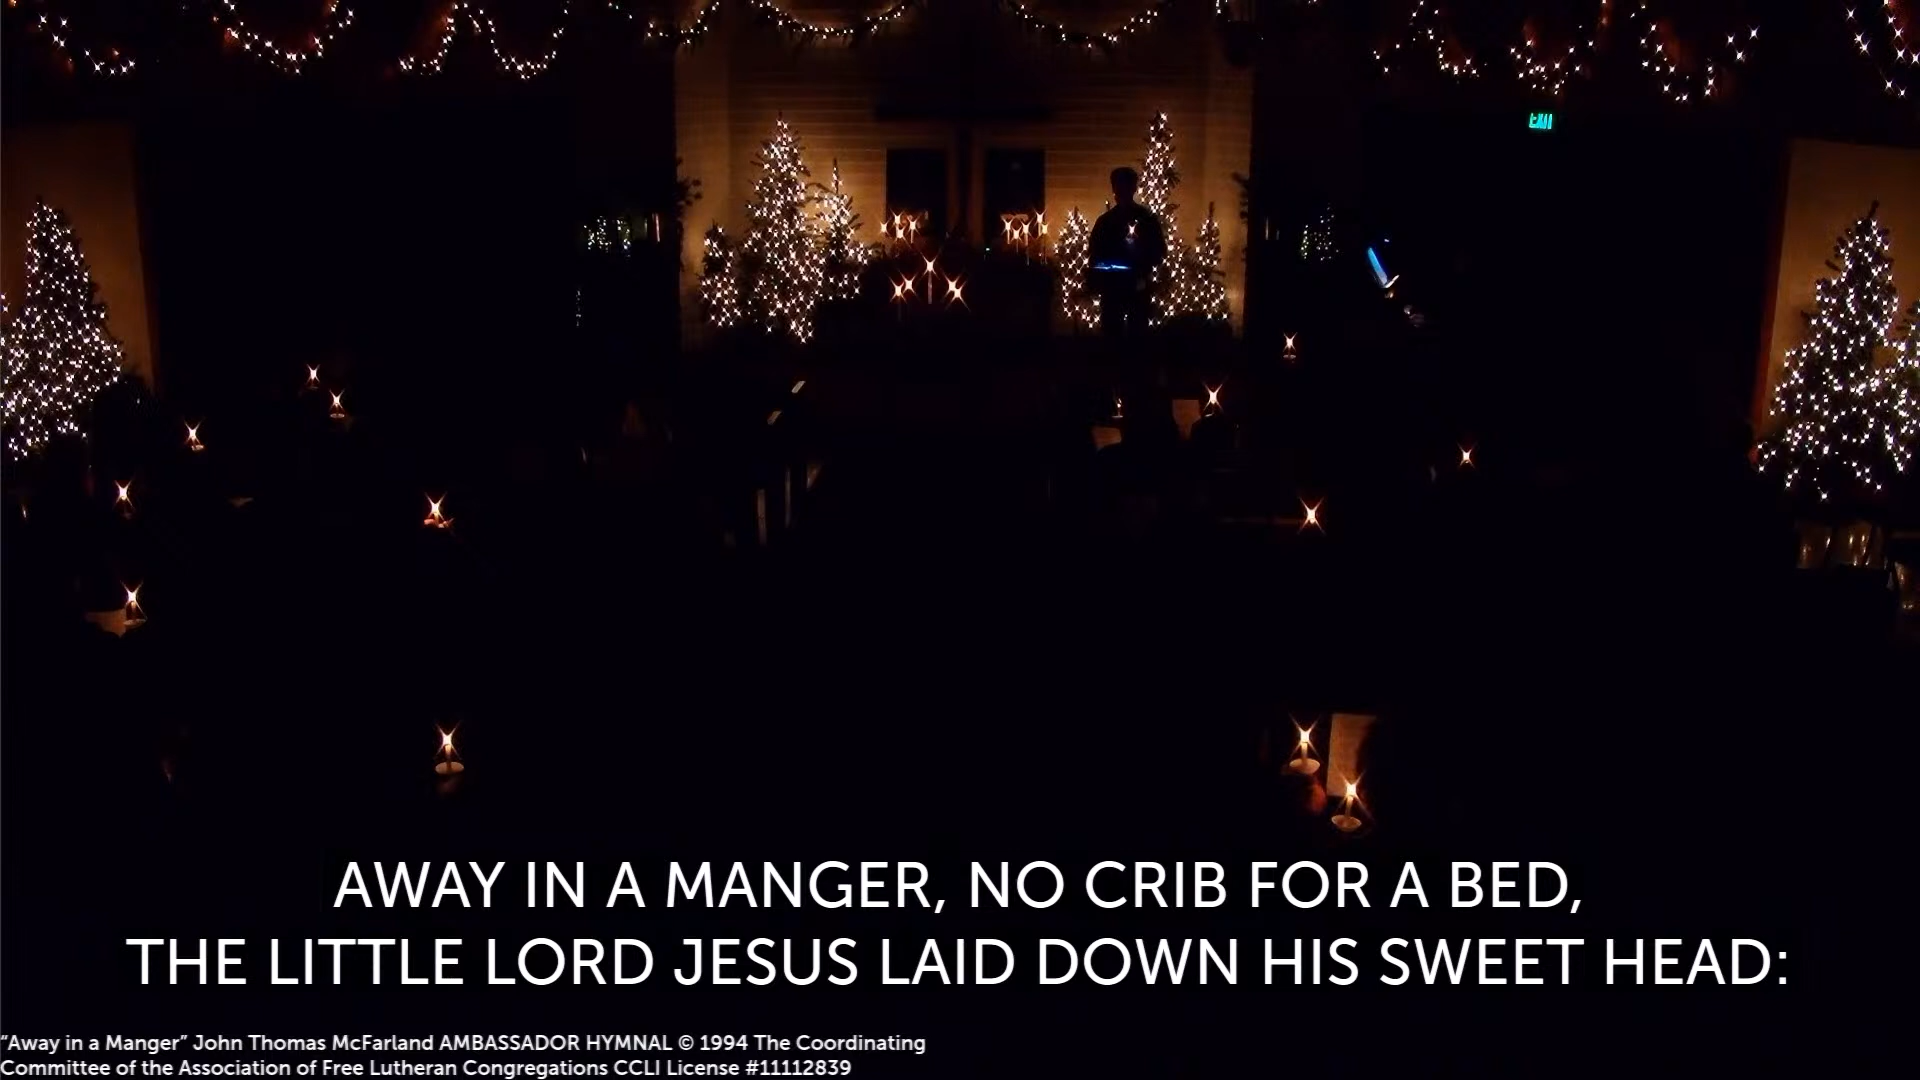 EXIT
AWAY IN A MANGER, NO CRIB FOR A BED,
THE LITTLE LORD JESUS LAID DOWN HIS SWEET HEAD:
“Away in a Manger” John Thomas McFarland AMBASSADOR HYMNAL © 1994 The Coordinating
Committee of the Association of Free Lutheran Congregations CCLI License #11112839